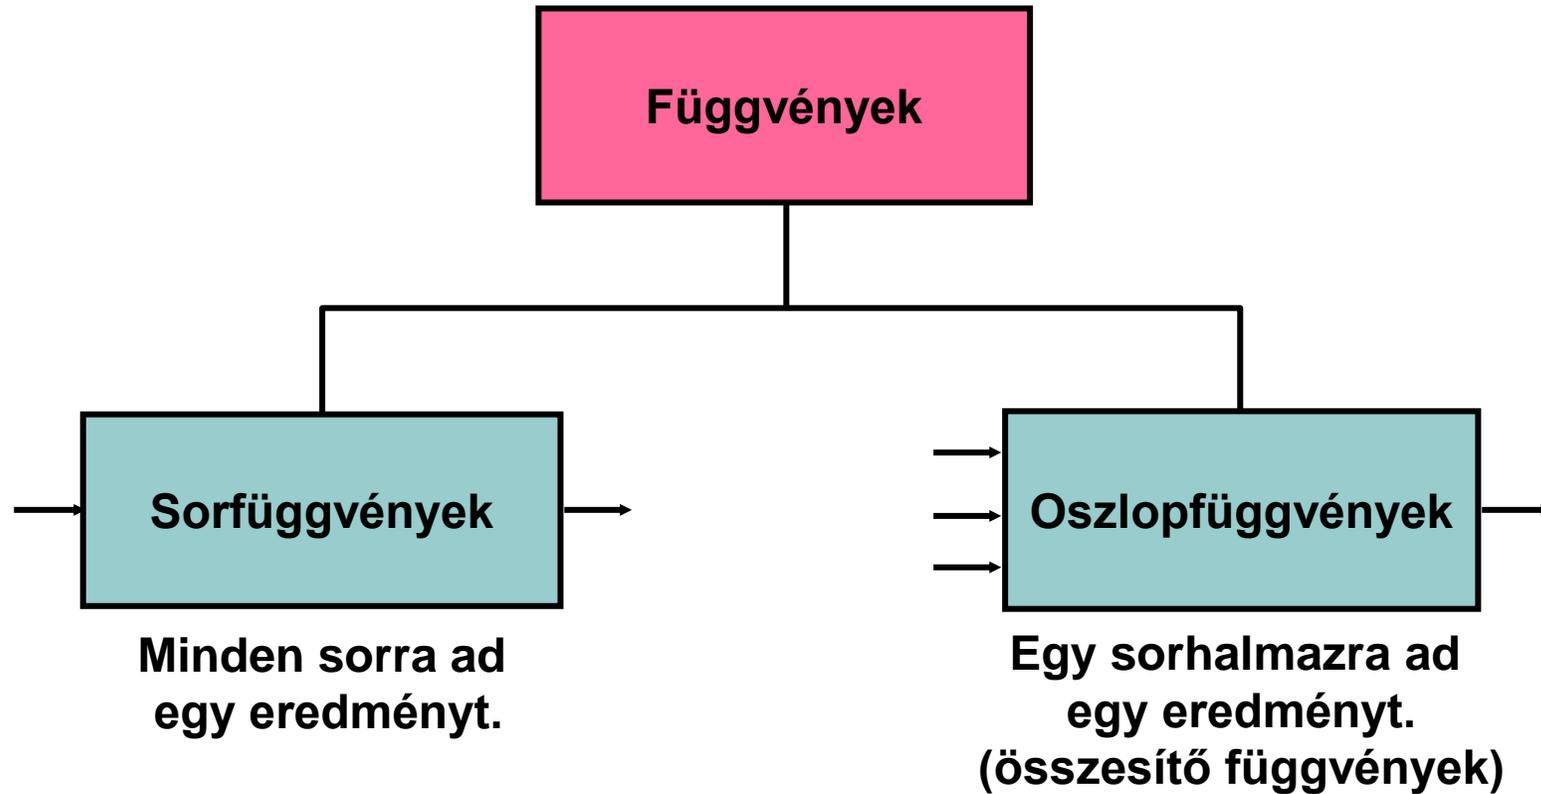 Függvények
Sorfüggvények
Minden sorra ad
egy eredményt.
Oszlopfüggvények
Egy sorhalmazra ad
egy eredményt.
(összesítő függvények)